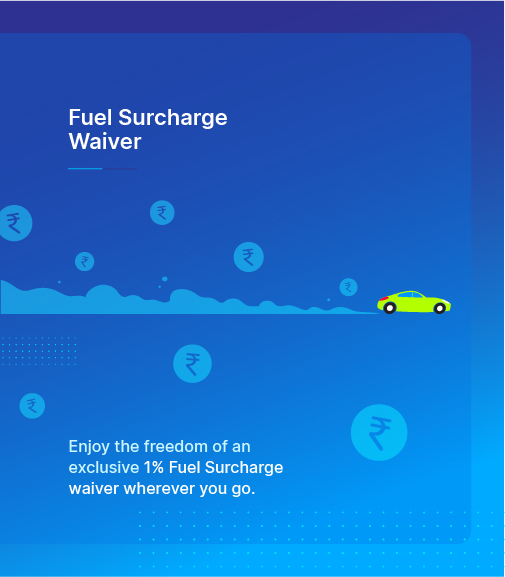 Fuel Surcharge
Waiver
₹
₹
₹
₹
₹
₹
₹
₹
Enjoy the freedom of an
exclusive 1% Fuel Surcharge
waiver wherever you go.